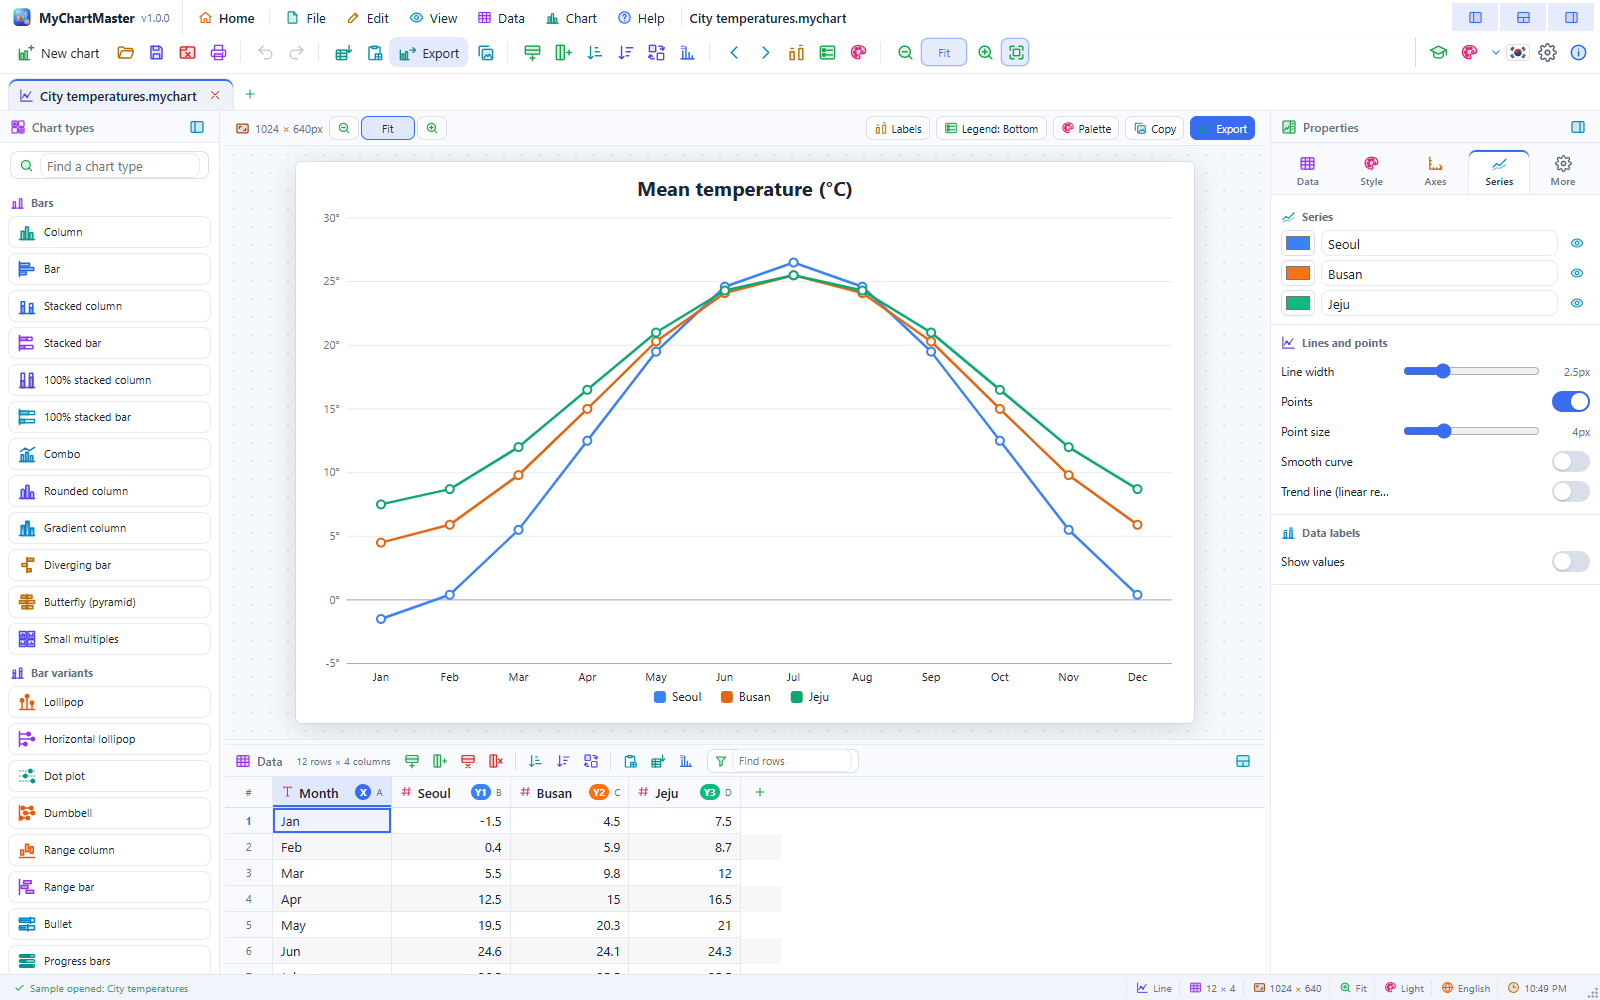 MyChartMaster v1.0.0 Home File Edit View Data Chart Help City temperatures.mychart
New chart Export Fit
City temperatures.mychart
Chart types
Find a chart type
Bars
Column
Bar
Stacked column
Stacked bar
100% stacked column
100% stacked bar
Combo
Rounded column
Gradient column
Diverging bar
Butterfly (pyramid)
Small multiples
Bar variants
Lollipop
Horizontal lollipop
Dot plot
Dumbbell
Range column
Range bar
Bullet
Progress bars
1024 × 640px Fit Labels Legend: Bottom Palette Copy Export
Mean temperature (°C)
30°
25°
20°
15°
10°
5°
0°
-5°
Jan Feb Mar Apr May Jun Jul Aug Sep Oct Nov Dec
Seoul Busan Jeju
Data 12 rows × 4 columns Find rows
# Month X A # Seoul Y1 B # Busan Y2 C # Jeju Y3 D
1 Jan -1.5 4.5 7.5
2 Feb 0.4 5.9 8.7
3 Mar 5.5 9.8 12
4 Apr 12.5 15 16.5
5 May 19.5 20.3 21
6 Jun 24.6 24.1 24.3
Properties
Data Style Axes Series More
Series
Seoul
Busan
Jeju
Lines and points
Line width 2.5px
Points
Point size 4px
Smooth curve
Trend line (linear re...
Data labels
Show values
Sample opened: City temperatures Line 12 × 4 1024 × 640 Fit Light English 10:49 PM